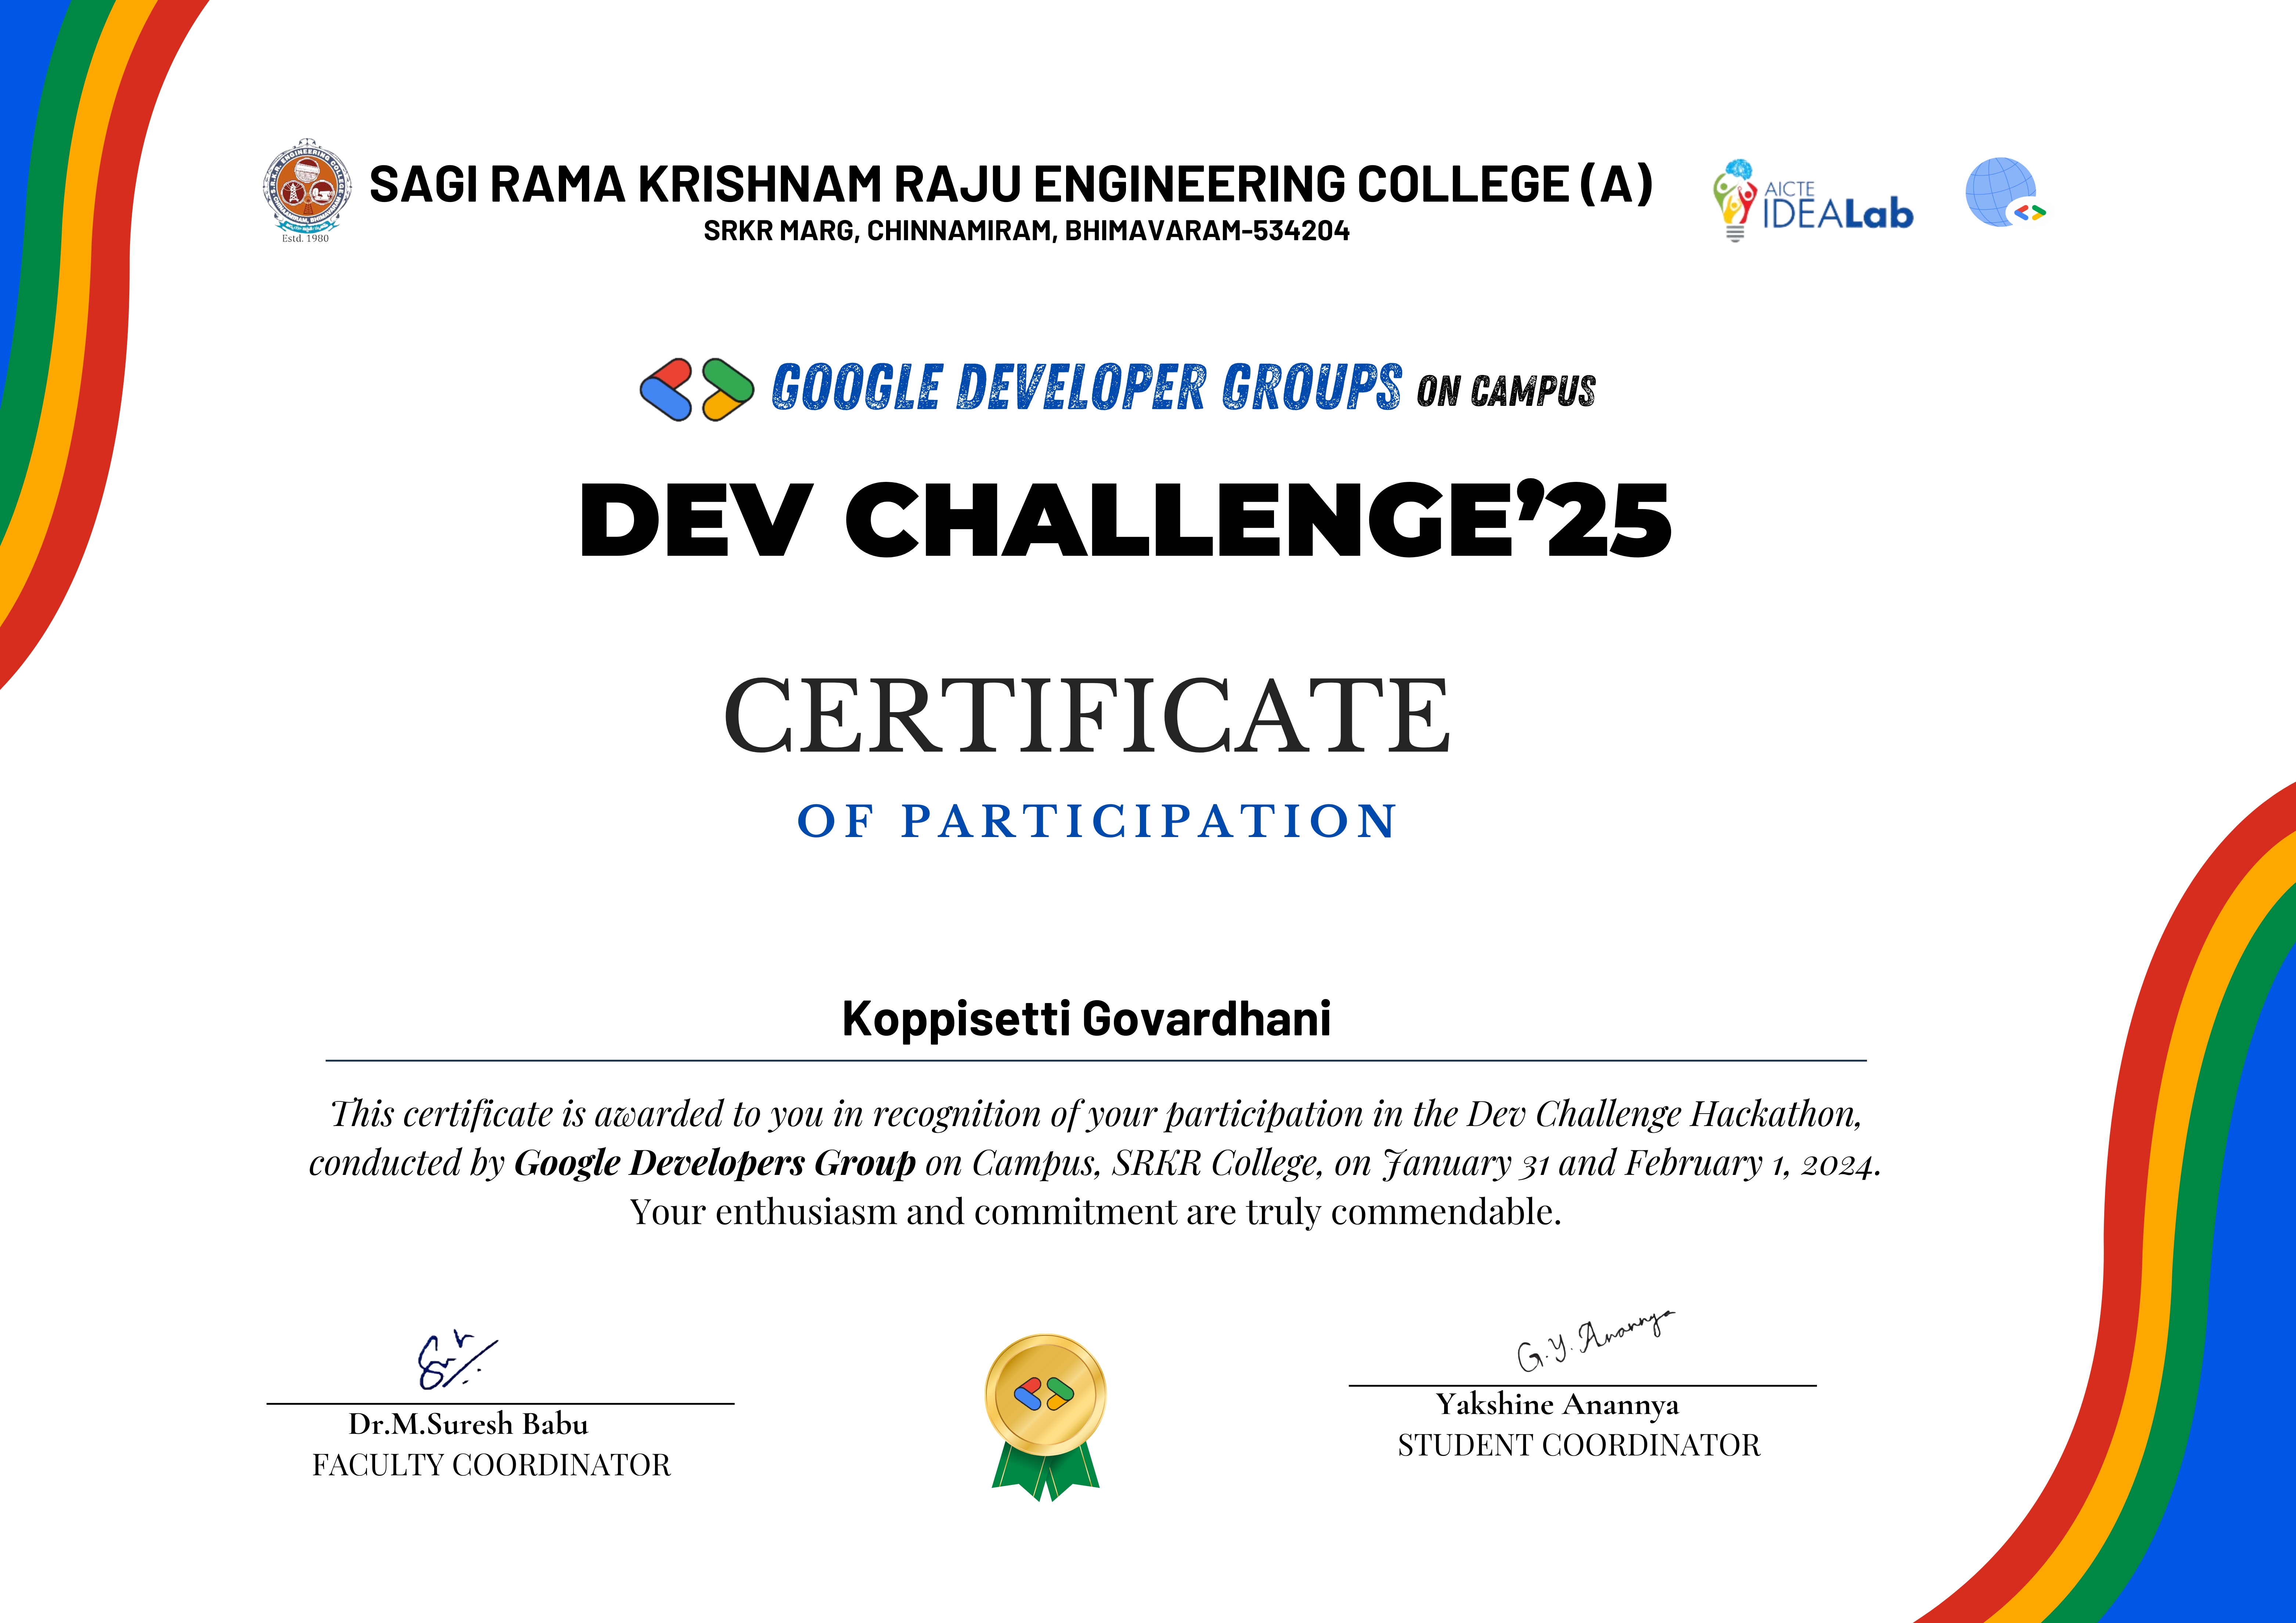 SAGI RAMA KRISHNAM RAJU ENGINEERING COLLEGE (A)
SRKR MARG, CHINNAMIRAM, BHIMAVARAM-534204
Estd. 1980
AICTE
IDEALab
GOOGLE DEVELOPER GROUPS ON CAMPUS
DEV CHALLENGE’25
CERTIFICATE
OF PARTICIPATION
Koppisetti Govardhani
This certificate is awarded to you in recognition of your participation in the Dev Challenge Hackathon,
conducted by Google Developers Group on Campus, SRKR College, on January 31 and February 1, 2024.
Your enthusiasm and commitment are truly commendable.
Dr.M.Suresh Babu
FACULTY COORDINATOR
G.Y. Anannya
Yakshine Anannya
STUDENT COORDINATOR